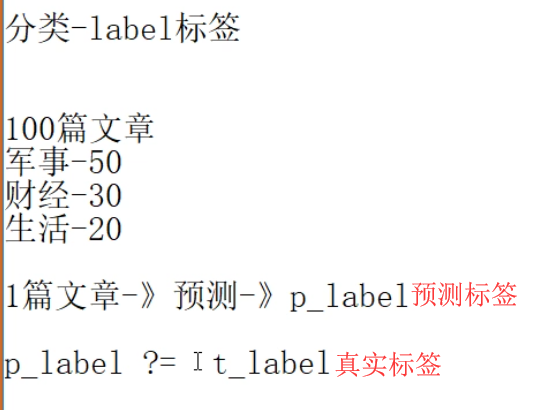 分类-label标签
100篇文章
军事-50
财经-30
生活-20
1篇文章-》预测-》p_label预测标签
p_label ?= t_label真实标签